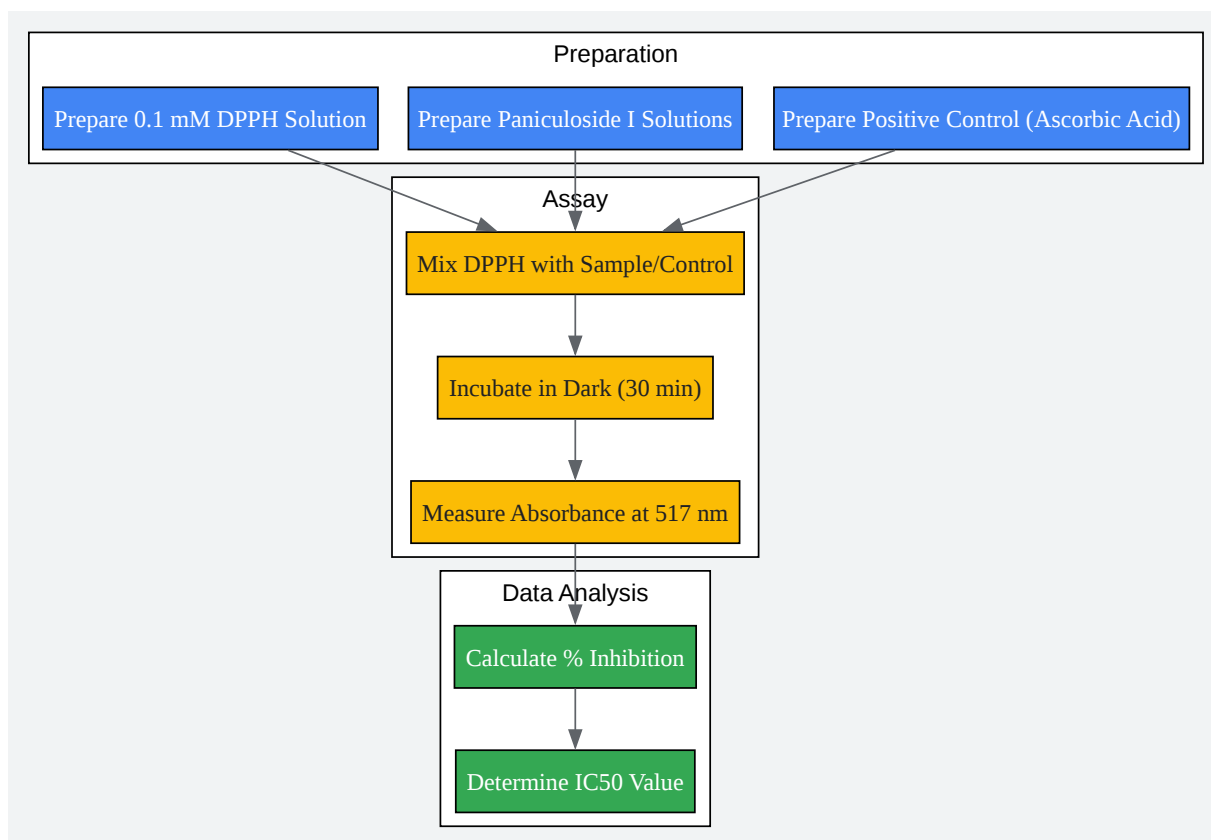 Preparation
Prepare 0.1 mM DPPH Solution
Prepare Paniculoside I Solutions
Prepare Positive Control (Ascorbic Acid)
Assay
Mix DPPH with Sample/Control
Incubate in Dark (30 min)
Measure Absorbance at 517 nm
Data Analysis
Calculate % Inhibition
Determine IC50 Value